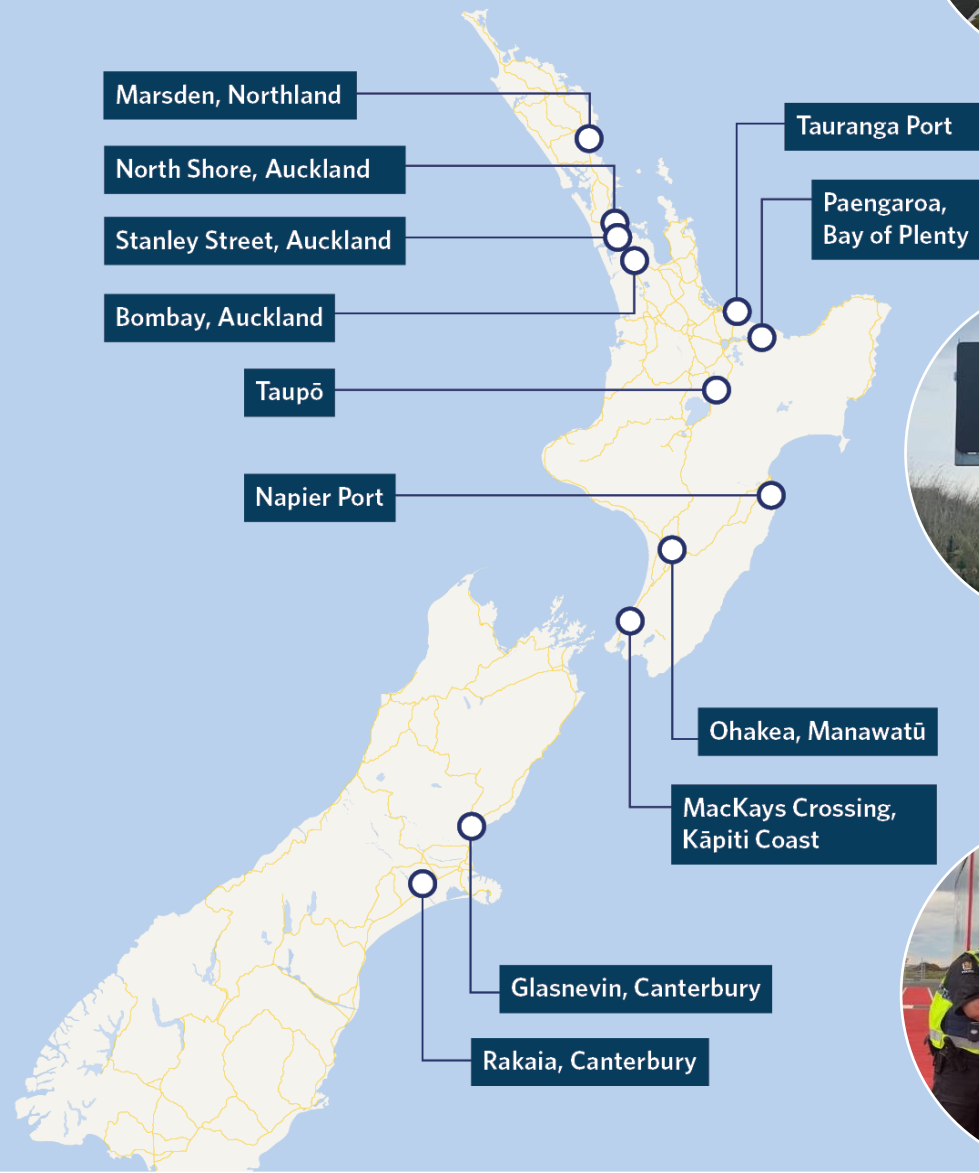 Marsden, Northland
North Shore, Auckland
Stanley Street, Auckland
Bombay, Auckland
Taupō
Napier Port
Tauranga Port
Paengaroa,
Bay of Plenty
Ohakea, Manawatū
MacKays Crossing,
Kāpiti Coast
Glasnevin, Canterbury
Rakaia, Canterbury